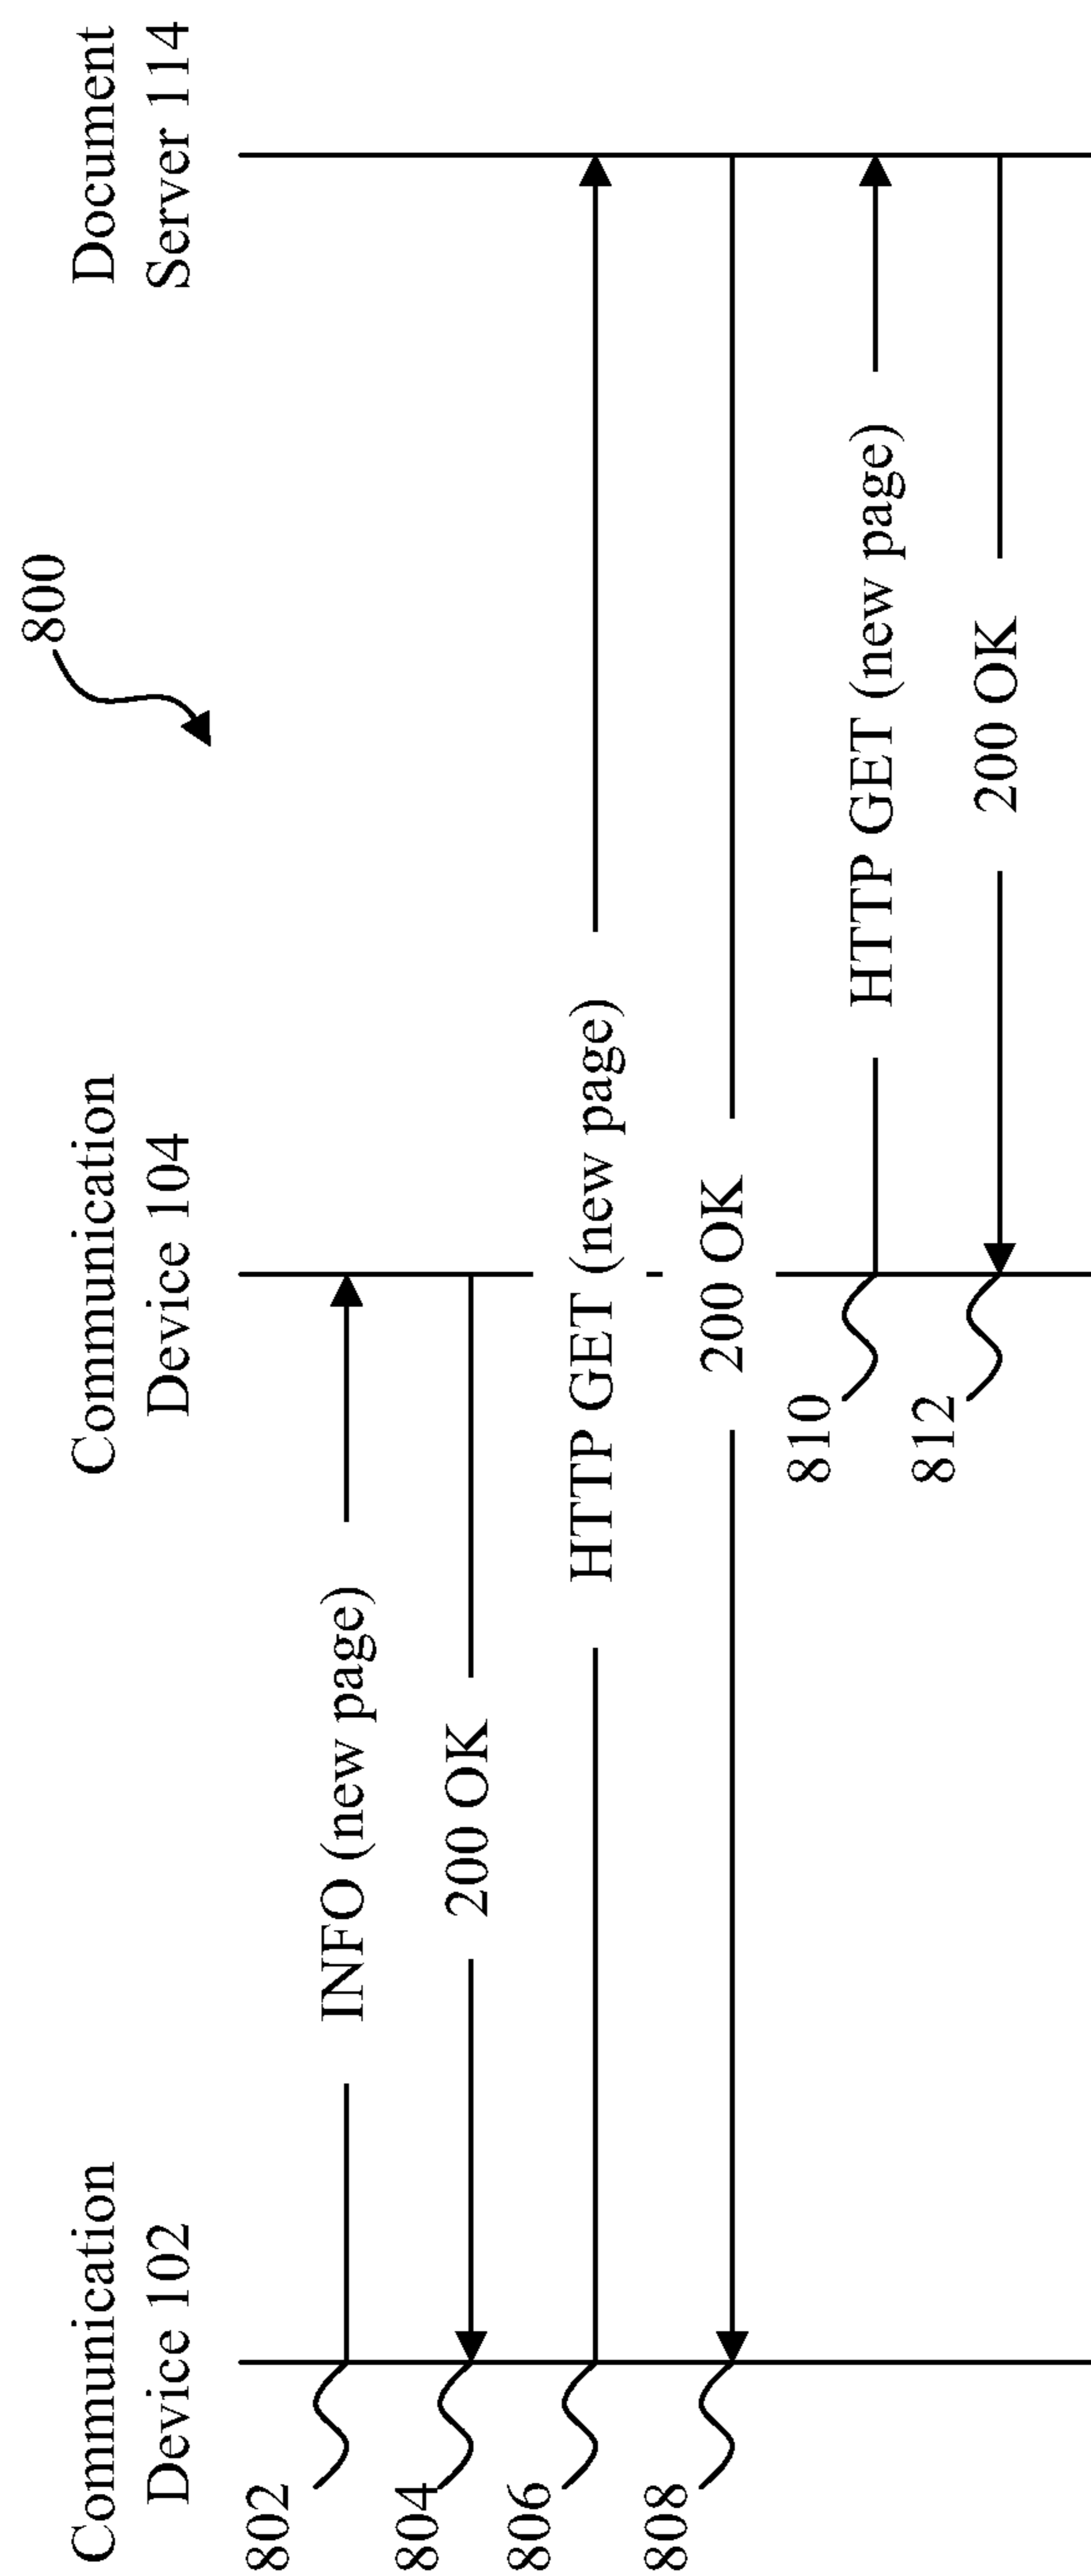 800
Communication
Device 102
Communication
Device 104
Document
Server 114
802
INFO (new page)
804
200 OK
806
HTTP GET (new page)
808
200 OK
810
HTTP GET (new page)
812
200 OK